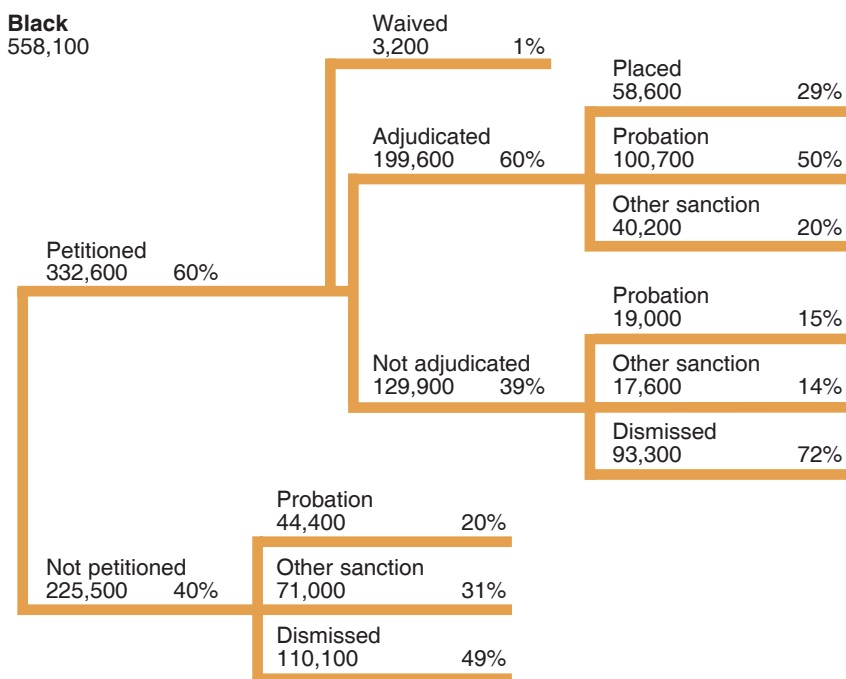 Black
558,100
Waived
3,200 1%
Placed
58,600 29%
Adjudicated
199,600 60%
Probation
100,700 50%
Other sanction
40,200 20%
Petitioned
332,600 60%
Probation
19,000 15%
Not adjudicated
129,900 39%
Other sanction
17,600 14%
Dismissed
93,300 72%
Probation
44,400 20%
Not petitioned
225,500 40%
Other sanction
71,000 31%
Dismissed
110,100 49%